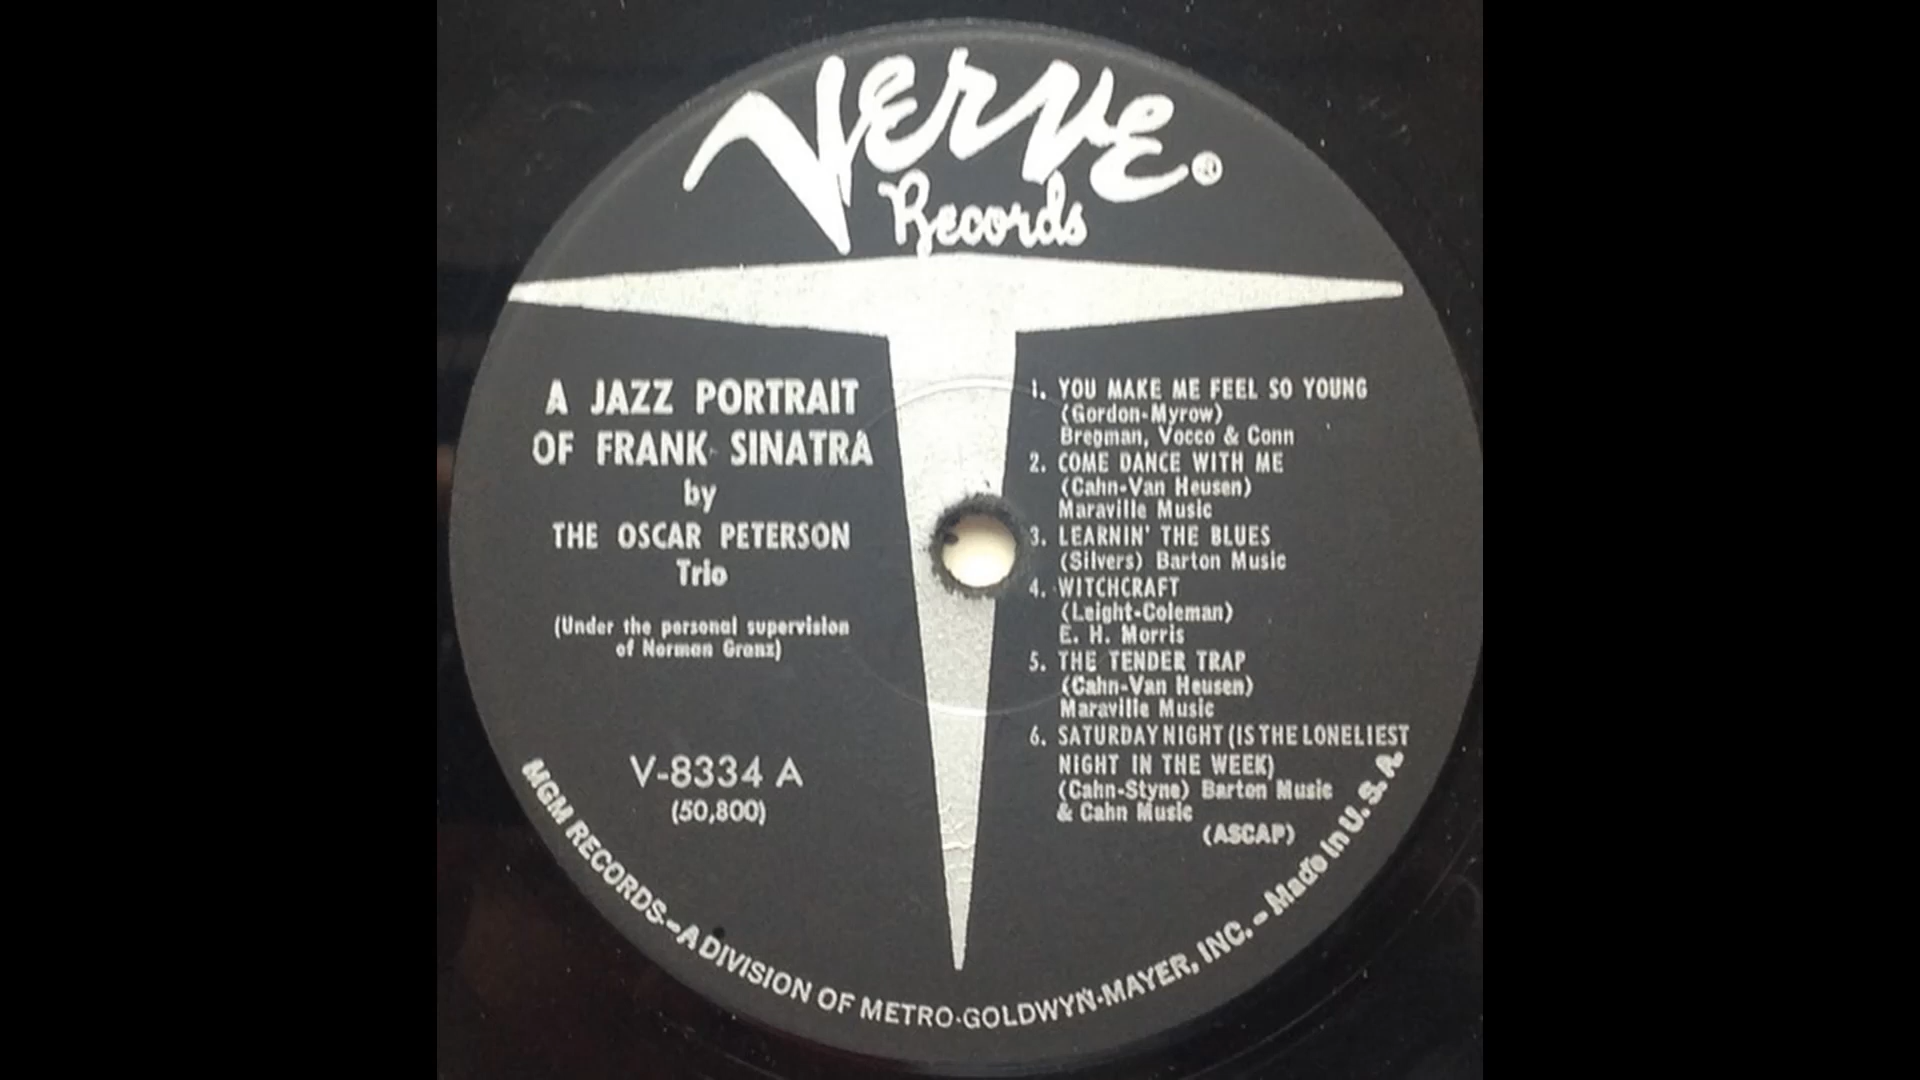 Verve®
Records
A JAZZ PORTRAIT
OF FRANK SINATRA
by
THE OSCAR PETERSON
Trio
(Under the personal supervision
of Norman Granz)
V-8334 A
(50,800)
1. YOU MAKE ME FEEL SO YOUNG
(Gordon-Myrow)
Bregman, Vocco & Conn
2. COME DANCE WITH ME
(Cahn-Van Heusen)
Maraville Music
3. LEARNIN' THE BLUES
(Silvers) Barton Music
4. WITCHCRAFT
(Leight-Coleman)
E. H. Morris
5. THE TENDER TRAP
(Cahn-Van Heusen)
Maraville Music
6. SATURDAY NIGHT (IS THE LONELIEST
NIGHT IN THE WEEK)
(Cahn-Styne) Barton Music
& Cahn Music
(ASCAP)
MGM RECORDS-A DIVISION OF METRO-GOLDWYN-MAYER, INC. - Made in U.S.A.